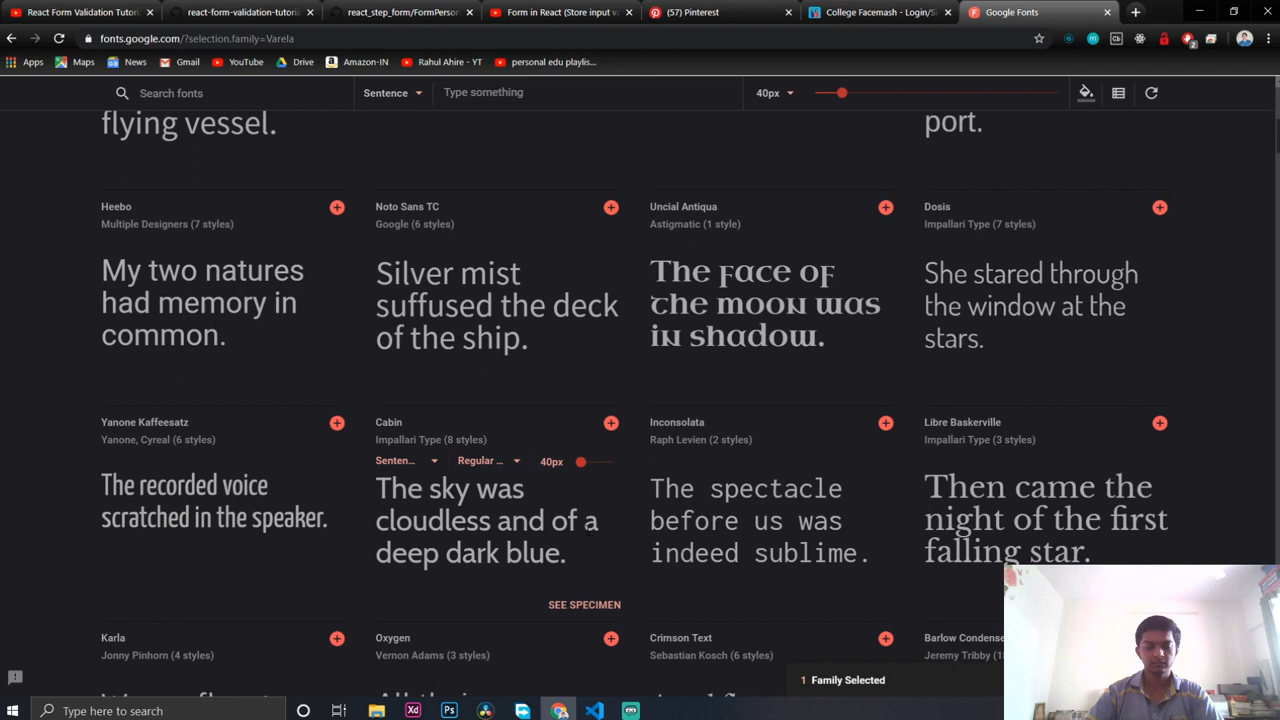 React Form Validation Tutorial
react-form-validation-tutoria
react_step_form/FormPerson
Form in React (Store input v
(57) Pinterest
College Facemash - Login/S
Google Fonts
fonts.google.com/?selection.family=Varela
Apps
Maps
News
Gmail
YouTube
Drive
Amazon-IN
Rahul Ahire - YT
personal edu playlis...
Search fonts
Sentence
Type something
40px
flying vessel.
port.
Heebo
Multiple Designers (7 styles)
My two natures
had memory in
common.
Noto Sans TC
Google (6 styles)
Silver mist
suffused the deck
of the ship.
Uncial Antiqua
Astigmatic (1 style)
The face of
the moon was
in shadow.
Dosis
Impallari Type (7 styles)
She stared through
the window at the
stars.
Yanone Kaffeesatz
Yanone, Cyreal (6 styles)
The recorded voice
scratched in the speaker.
Cabin
Impallari Type (8 styles)
Senten... Regular ... 40px
The sky was
cloudless and of a
deep dark blue.
SEE SPECIMEN
Inconsolata
Raph Levien (2 styles)
The spectacle
before us was
indeed sublime.
Libre Baskerville
Impallari Type (3 styles)
Then came the
night of the first
falling star.
Karla
Jonny Pinhorn (4 styles)
Oxygen
Vernon Adams (3 styles)
Crimson Text
Sebastian Kosch (6 styles)
Barlow Condense
Jeremy Tribby (1
1 Family Selected
Type here to search